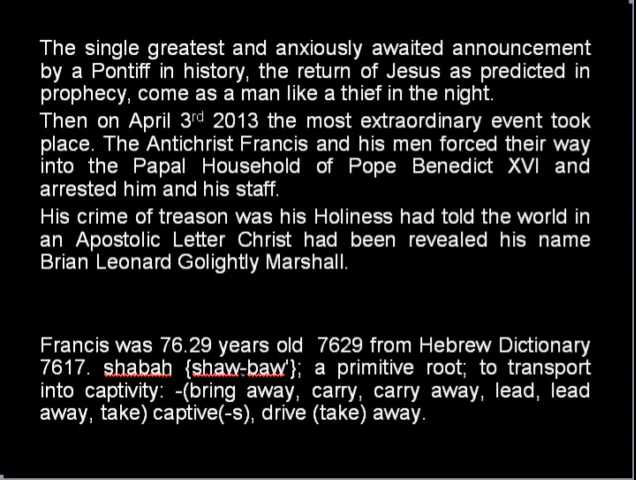 The single greatest and anxiously awaited announcement
by a Pontiff in history, the return of Jesus as predicted in
prophecy, come as a man like a thief in the night.
Then on April 3rd 2013 the most extraordinary event took
place. The Antichrist Francis and his men forced their way
into the Papal Household of Pope Benedict XVI and
arrested him and his staff.
His crime of treason was his Holiness had told the world in
an Apostolic Letter Christ had been revealed his name
Brian Leonard Golightly Marshall.
Francis was 76.29 years old 7629 from Hebrew Dictionary
7617. shabah {shaw-baw'}; a primitive root; to transport
into captivity: -(bring away, carry, carry away, lead, lead
away, take) captive(-s), drive (take) away.